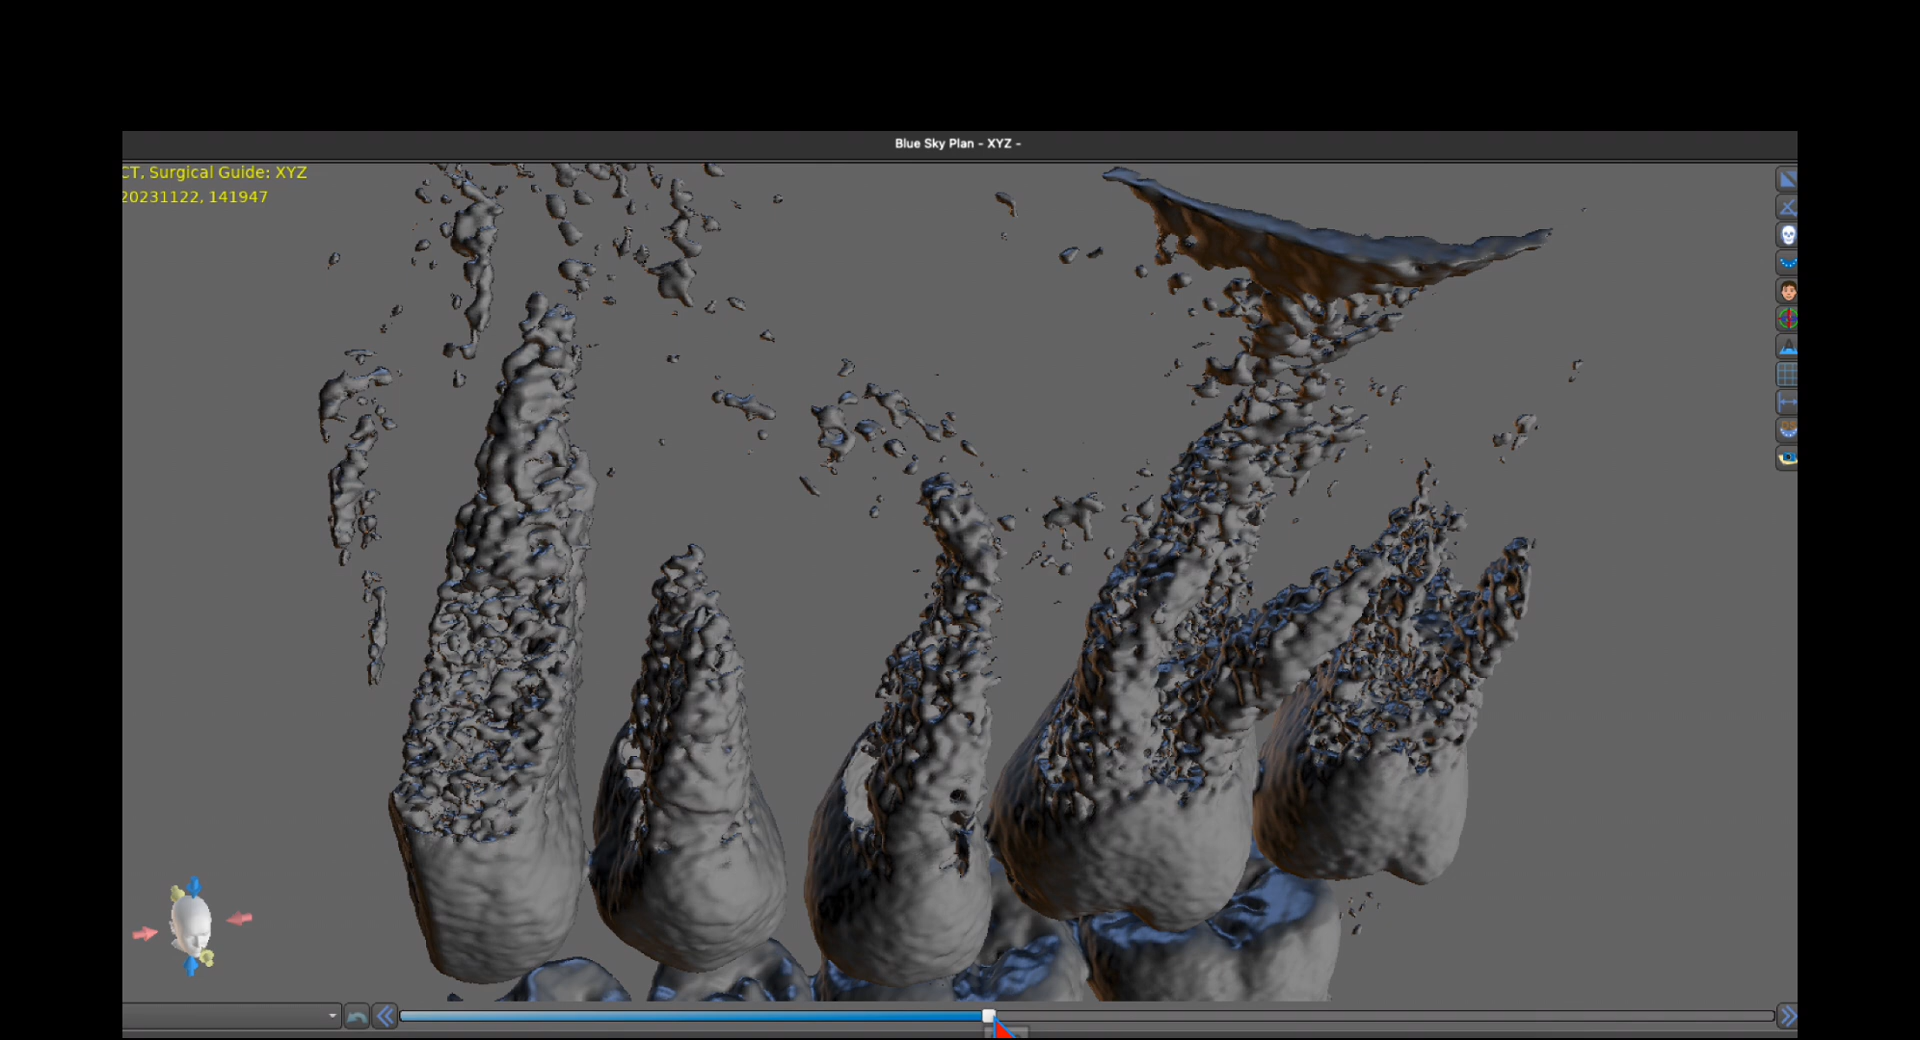 Blue Sky Plan - XYZ -
CT, Surgical Guide: XYZ
20231122, 141947